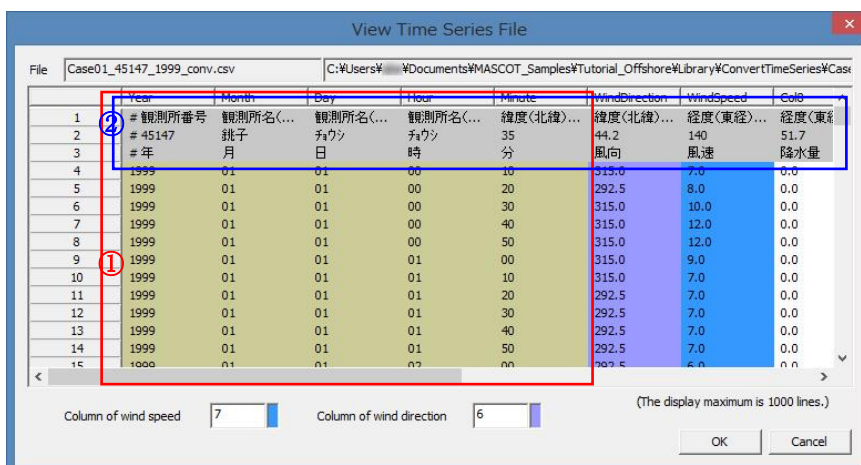 View Time Series File
File Case01_45147_1999_conv.csv C:¥Users¥ ¥Documents¥MASCOT_Samples¥Tutorial_Offshore¥Library¥ConvertTimeSeries¥Case
Year Month Day Hour Minute WindDirection WindSpeed Col8
②
1 # 観測所番号 観測所名(... 観測所名(... 観測所名(... 緯度(北緯)... 緯度(北緯)... 経度(東経)... 経度(東経
2 # 45147 銚子 チョウシ チョウシ 35 44.2 140 51.7
3 # 年 月 日 時 分 風向 風速 降水量
4 1999 01 01 00 10 315.0 7.0 0.0
5 1999 01 01 00 20 292.5 8.0 0.0
6 1999 01 01 00 30 315.0 10.0 0.0
7 1999 01 01 00 40 315.0 12.0 0.0
8 1999 01 01 00 50 315.0 12.0 0.0
①
9 1999 01 01 01 00 315.0 9.0 0.0
10 1999 01 01 01 10 315.0 7.0 0.0
11 1999 01 01 01 20 292.5 7.0 0.0
12 1999 01 01 01 30 292.5 7.0 0.0
13 1999 01 01 01 40 292.5 7.0 0.0
14 1999 01 01 01 50 292.5 7.0 0.0
15 1999 01 01 02 00 292.5 6.0 0.0
(The display maximum is 1000 lines.)
Column of wind speed 7 Column of wind direction 6
OK Cancel